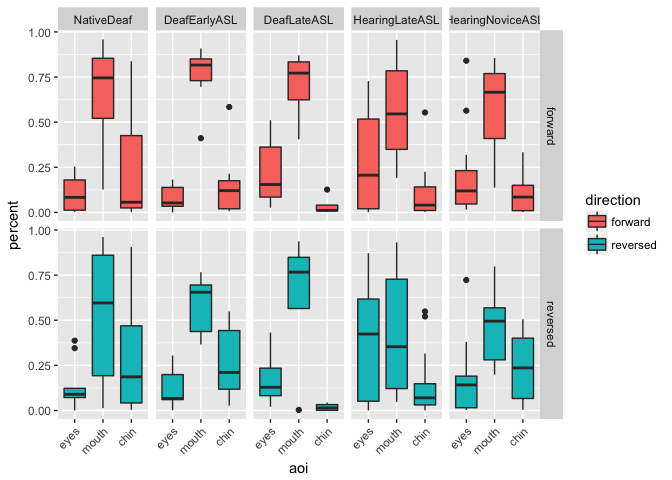 NativeDeaf DeafEarlyASL DeafLateASL HearingLateASL HearingNoviceASL
1.00
0.75
0.50
0.25
0.00
forward
1.00
0.75
0.50
0.25
0.00
reversed
eyes mouth chin eyes mouth chin eyes mouth chin eyes mouth chin eyes mouth chin
aoi
percent
direction
forward
reversed